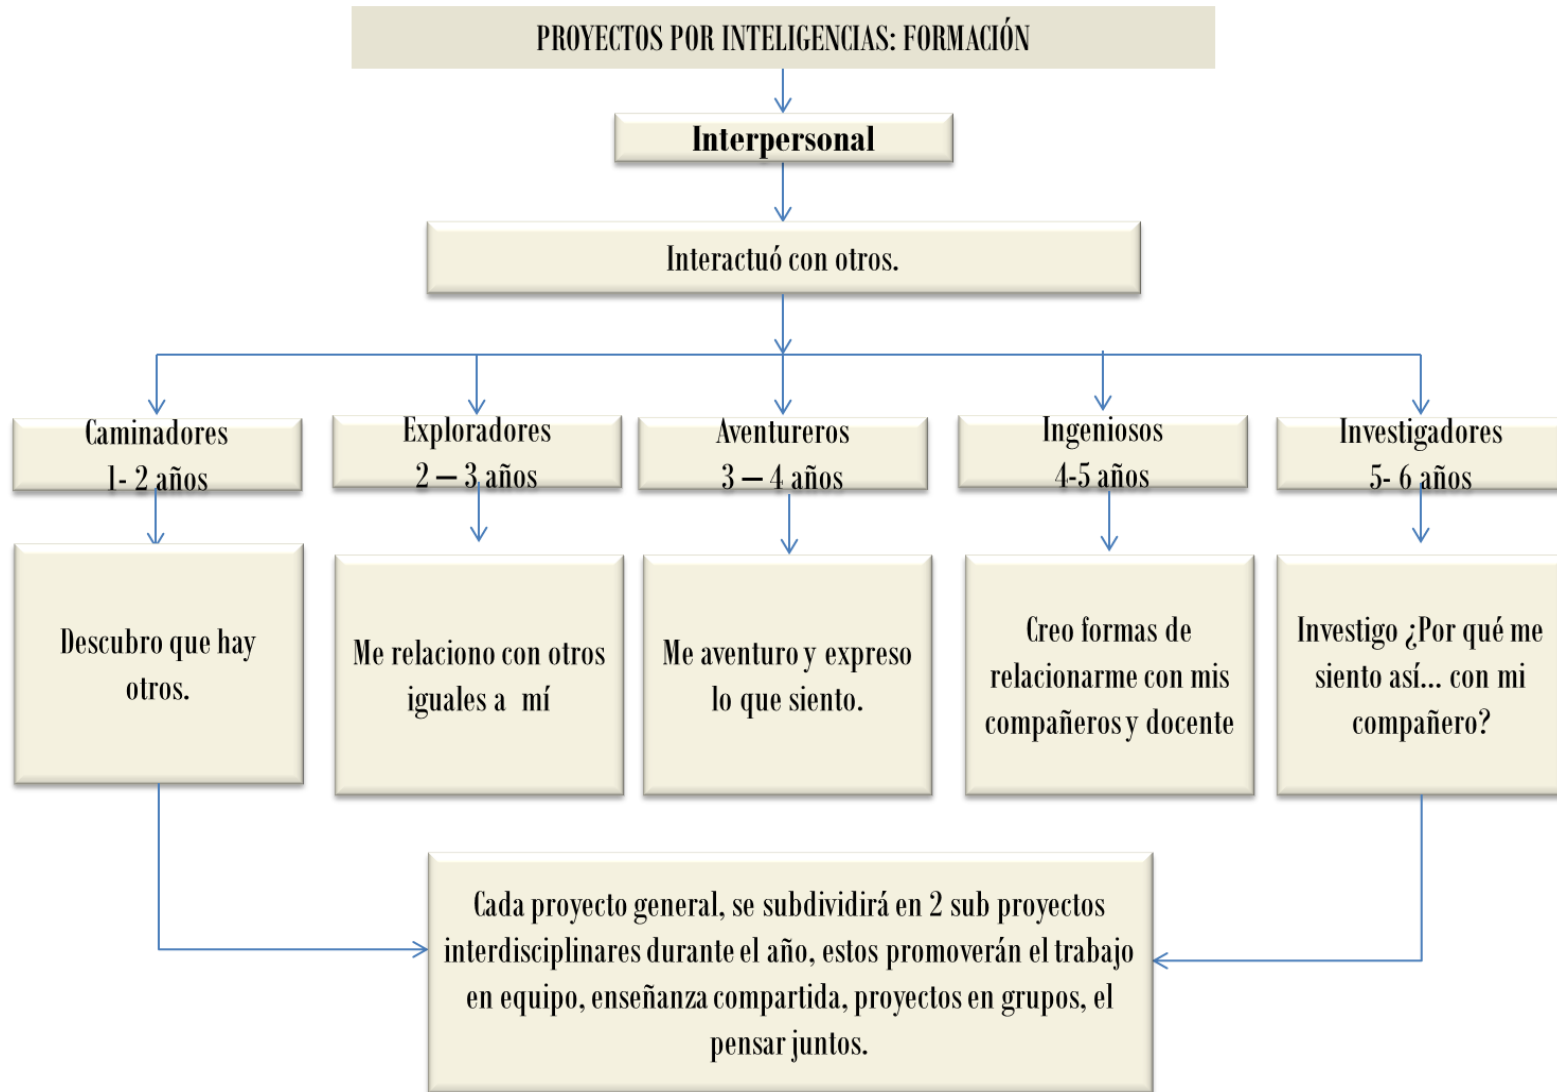 PROYECTOS POR INTELIGENCIAS: FORMACIÓN
Interpersonal
Interactuó con otros.
Caminadores
1- 2 años
Exploradores
2 – 3 años
Aventureros
3 – 4 años
Ingeniosos
4-5 años
Investigadores
5- 6 años
Descubro que hay
otros.
Me relaciono con otros
iguales a mí
Me aventuro y expreso
lo que siento.
Creo formas de
relacionarme con mis
compañeros y docente
Investigo ¿Por qué me
siento así... con mi
compañero?
Cada proyecto general, se subdividirá en 2 sub proyectos
interdisciplinares durante el año, estos promoverán el trabajo
en equipo, enseñanza compartida, proyectos en grupos, el
pensar juntos.